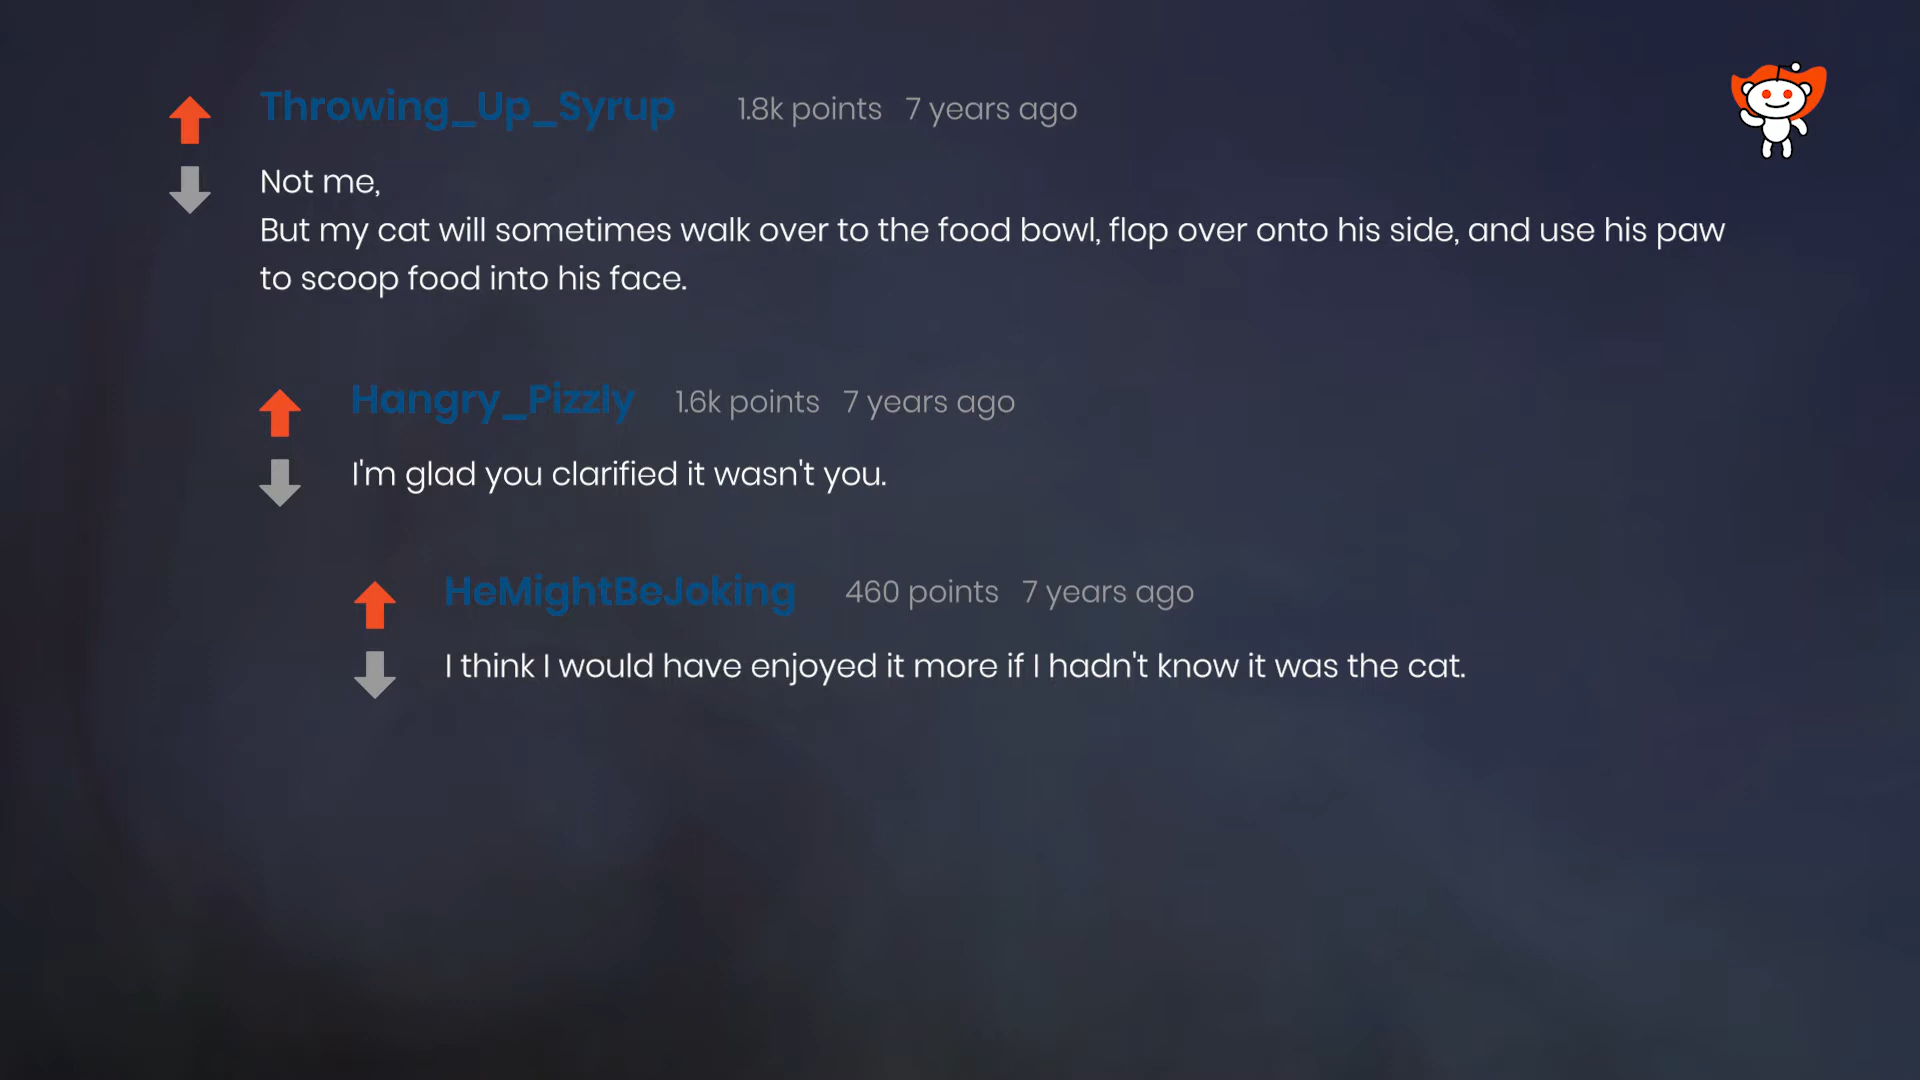 Throwing_Up_Syrup 1.8k points 7 years ago
Not me,
But my cat will sometimes walk over to the food bowl, flop over onto his side, and use his paw
to scoop food into his face.
Hangry_Pizzly 1.6k points 7 years ago
I'm glad you clarified it wasn't you.
HeMightBeJoking 460 points 7 years ago
I think I would have enjoyed it more if I hadn't know it was the cat.